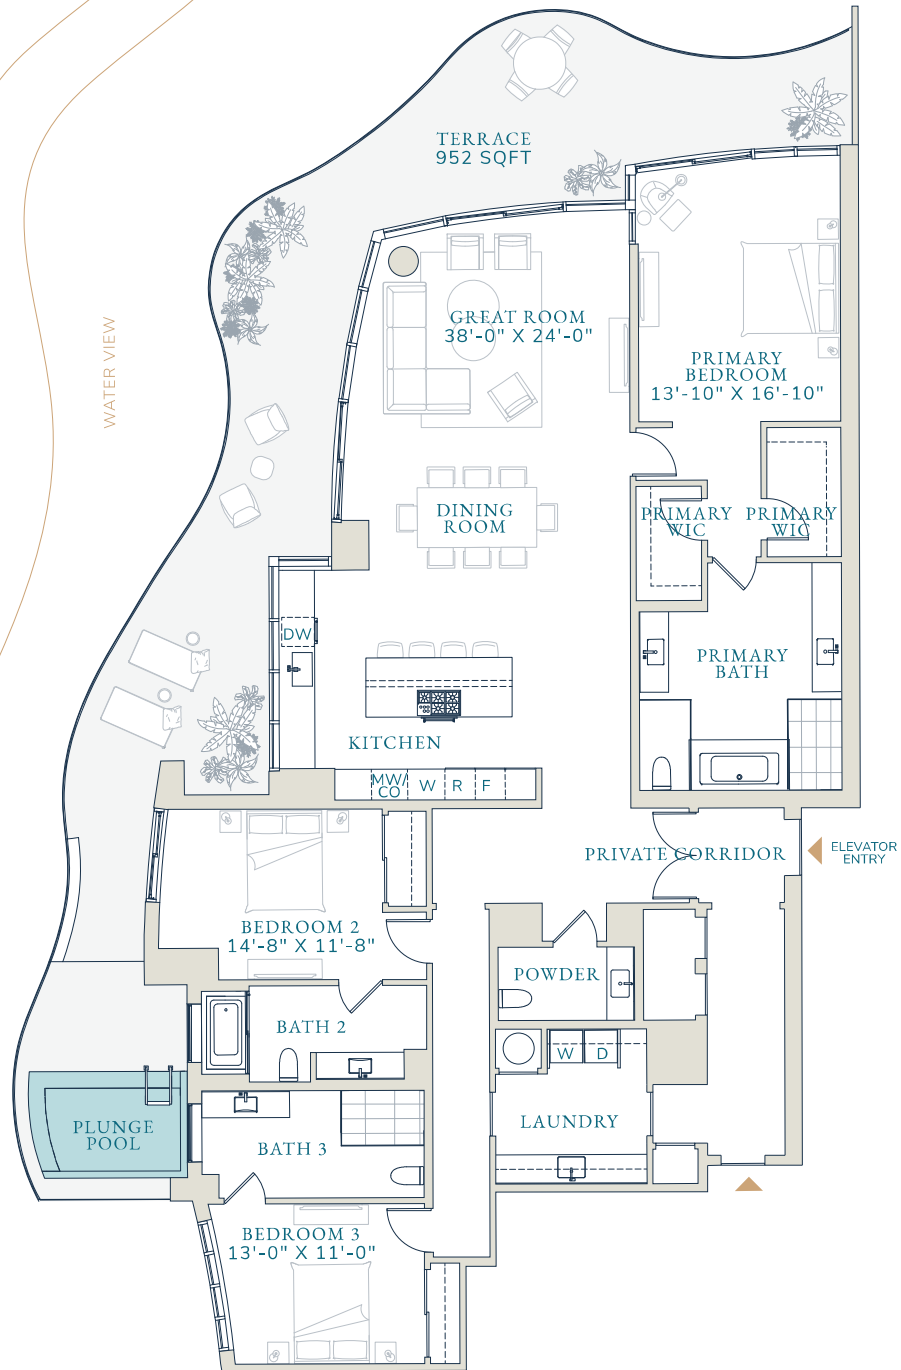 TERRACE
952 SQFT
WATER VIEW
GREAT ROOM
38'-0" X 24'-0"
PRIMARY
BEDROOM
13'-10" X 16'-10"
DINING
ROOM
PRIMARY
WIC
PRIMARY
WIC
DW
PRIMARY
BATH
KITCHEN
MW/
CO
W
R
F
PRIVATE CORRIDOR
ELEVATOR
ENTRY
BEDROOM 2
14'-8" X 11'-8"
POWDER
BATH 2
W
D
PLUNGE
POOL
LAUNDRY
BATH 3
BEDROOM 3
13'-0" X 11'-0"